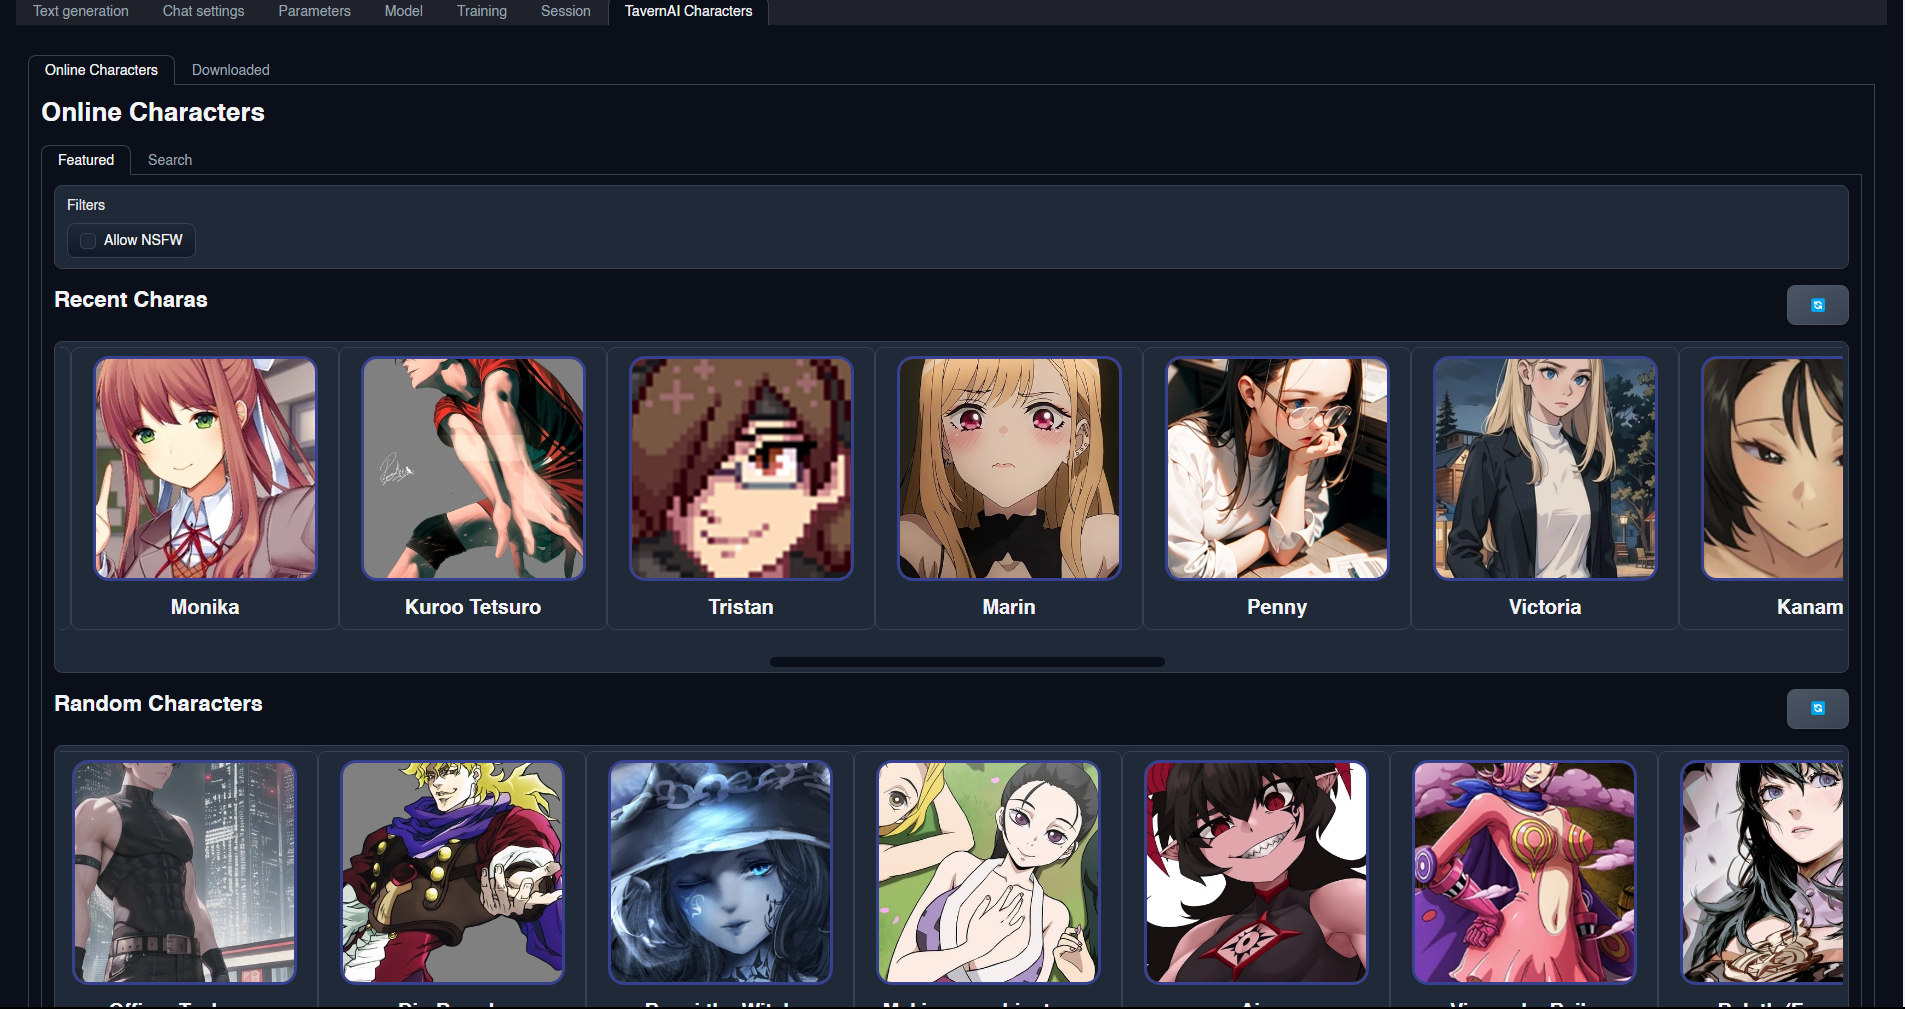 Text generation Chat settings Parameters Model Training Session TavernAI Characters
Online Characters Downloaded
Online Characters
Featured Search
Filters
Allow NSFW
Recent Charas
Monika Kuroo Tetsuro Tristan Marin Penny Victoria Kanam
Random Characters